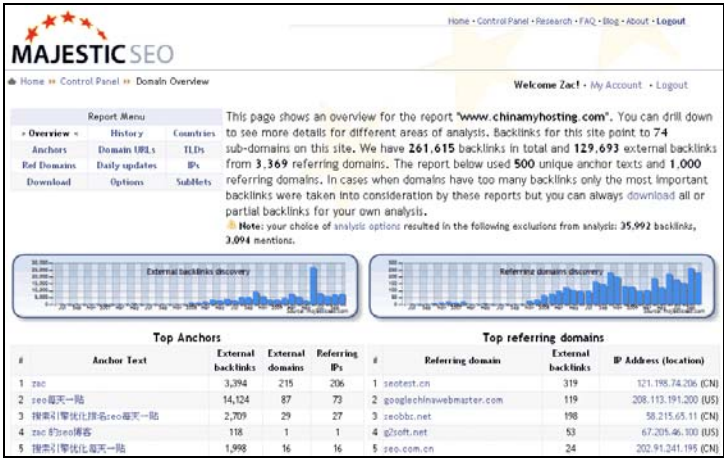 Home • Control Panel • Research • FAQ • Blog • About • Logout
MAJESTIC SEO
Home » Control Panel » Domain Overview
Welcome Zac! • My Account • Logout
Report Menu
› Overview ‹ History Countries
Anchors Domain URLs TLDs
Ref Domains Daily updates IPs
Download Options SubNets
This page shows an overview for the report "www.chinamyhosting.com". You can drill down
to see more details for different areas of analysis. Backlinks for this site point to 74
sub-domains on this site. We have 261,615 backlinks in total and 129,693 external backlinks
from 3,369 referring domains. The report below used 500 unique anchor texts and 1,000
referring domains. In cases when domains have too many backlinks only the most important
backlinks were taken into consideration by these reports but you can always download all or
partial backlinks for your own analysis.
Note: your choice of analysis options resulted in the following exclusions from analysis: 35,992 backlinks,
3,094 mentions.
External backlinks discovery
Referring domains discovery
Top Anchors
# Anchor Text External backlinks External domains Referring IPs
1 zac 3,394 215 206
2 seo每天一贴 14,124 87 73
3 搜索引擎优化排名seo每天一贴 2,709 29 27
4 zac 的seo博客 118 1 1
5 搜索引擎优化每天一贴 1,998 16 16
Top referring domains
# Referring domain External backlinks IP Address (location)
1 seotest.cn 319 121.198.74.206 (CN)
2 googlechinawebmaster.com 119 208.113.191.200 (US)
3 seobbs.net 198 58.215.65.11 (CN)
4 g2soft.net 53 67.205.46.100 (US)
5 seo.com.cn 24 202.91.241.195 (CN)